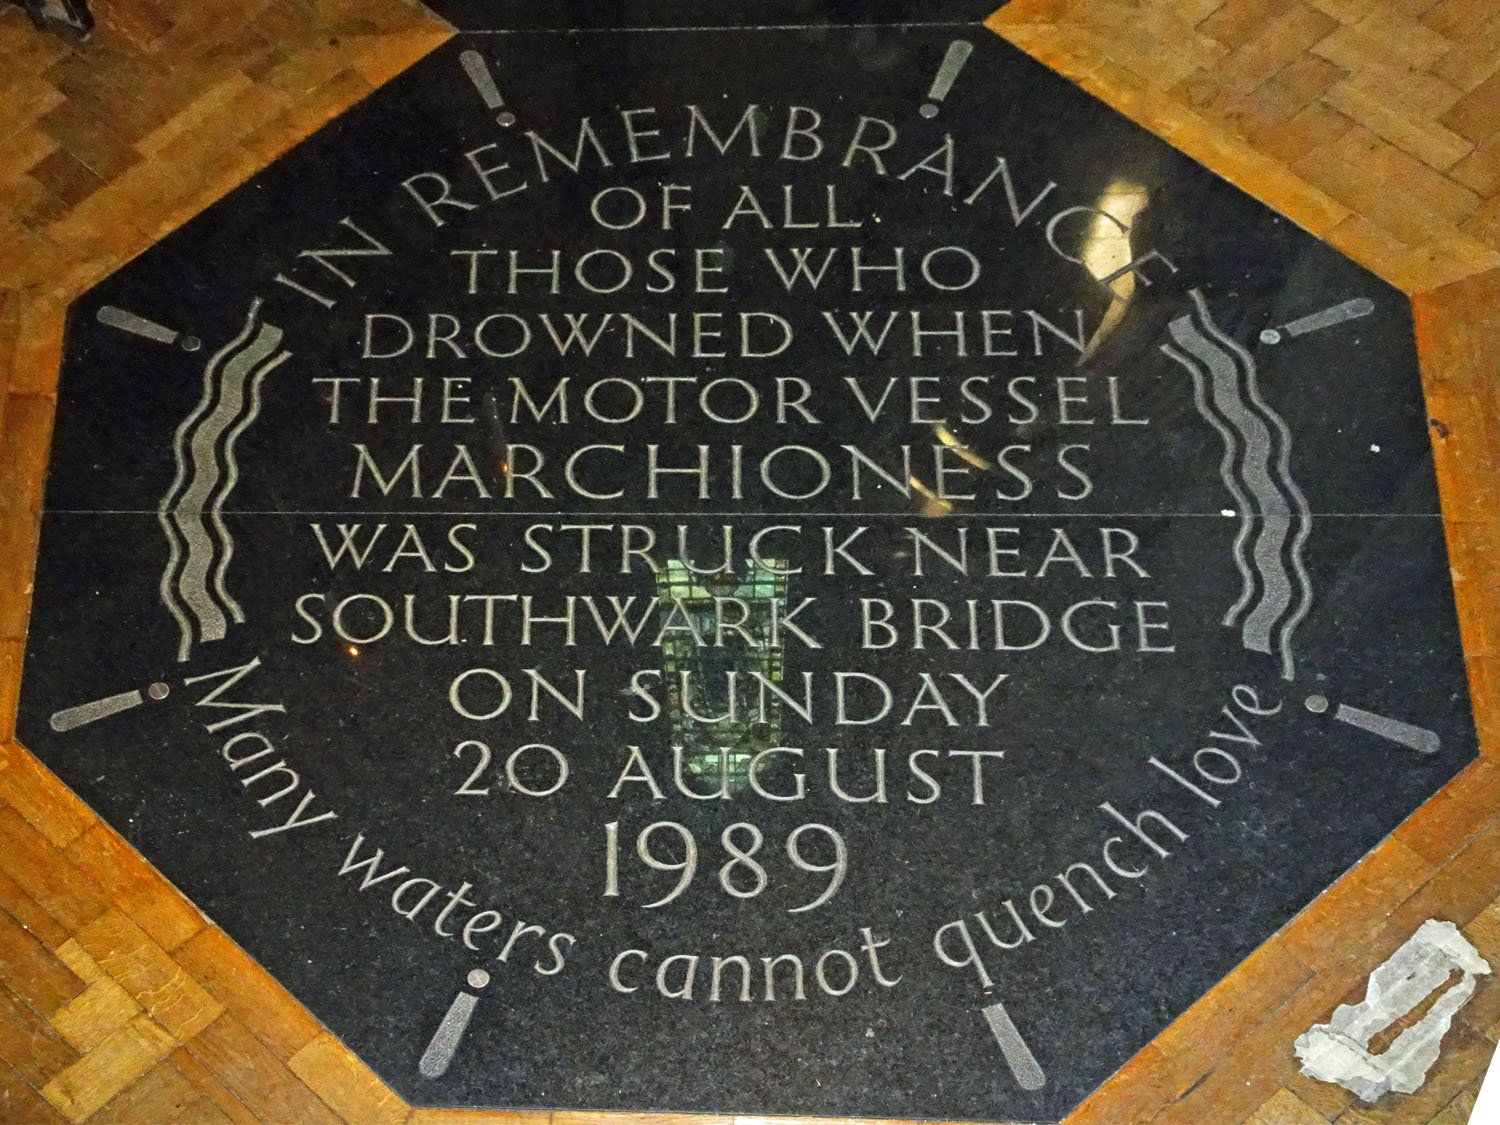 IN REMEMBRANCE
OF ALL
THOSE WHO
DROWNED WHEN
THE MOTOR VESSEL
MARCHIONESS
WAS STRUCK NEAR
SOUTHWARK BRIDGE
ON SUNDAY
20 AUGUST
1989
Many waters cannot quench love